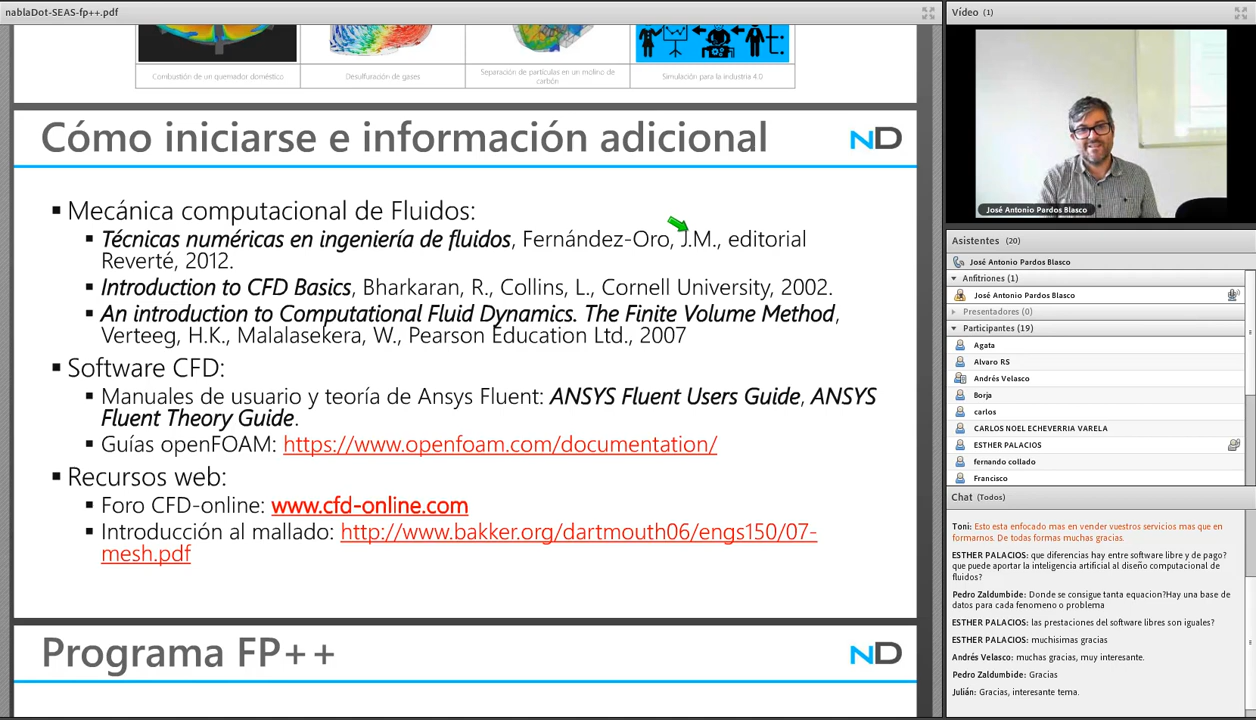 nablaDot-SEAS-fp++.pdf
Combustión de un quemador doméstico
Desulfuración de gases
Separación de partículas en un molino de
carbón
Simulación para la industria 4.0
Cómo iniciarse e información adicional
ND
▪ Mecánica computacional de Fluidos:
▪ Técnicas numéricas en ingeniería de fluidos, Fernández-Oro, J.M., editorial
Reverté, 2012.
▪ Introduction to CFD Basics, Bharkaran, R., Collins, L., Cornell University, 2002.
▪ An introduction to Computational Fluid Dynamics. The Finite Volume Method,
Verteeg, H.K., Malalasekera, W., Pearson Education Ltd., 2007
▪ Software CFD:
▪ Manuales de usuario y teoría de Ansys Fluent: ANSYS Fluent Users Guide, ANSYS
Fluent Theory Guide.
▪ Guías openFOAM: https://www.openfoam.com/documentation/
▪ Recursos web:
▪ Foro CFD-online: www.cfd-online.com
▪ Introducción al mallado: http://www.bakker.org/dartmouth06/engs150/07-
mesh.pdf
Programa FP++
ND
Vídeo (1)
José Antonio Pardos Blasco
Asistentes (20)
José Antonio Pardos Blasco
Anfitriones (1)
José Antonio Pardos Blasco
Presentadores (0)
Participantes (19)
Agata
Alvaro RS
Andrés Velasco
Borja
carlos
CARLOS NOEL ECHEVERRIA VARELA
ESTHER PALACIOS
fernando collado
Francisco
Chat (Todos)
Toni: Esto esta enfocado mas en vender vuestros servicios mas que en
formarnos. De todas formas muchas gracias.
ESTHER PALACIOS: que diferencias hay entre software libre y de pago?
que puede aportar la inteligencia artificial al diseño computacional de
fluidos?
Pedro Zaldumbide: Donde se consigue tanta equacion?Hay una base de
datos para cada fenomeno o problema
ESTHER PALACIOS: las prestaciones del software libres son iguales?
ESTHER PALACIOS: muchisimas gracias
Andrés Velasco: muchas gracias, muy interesante.
Pedro Zaldumbide: Gracias
Julián: Gracias, interesante tema.